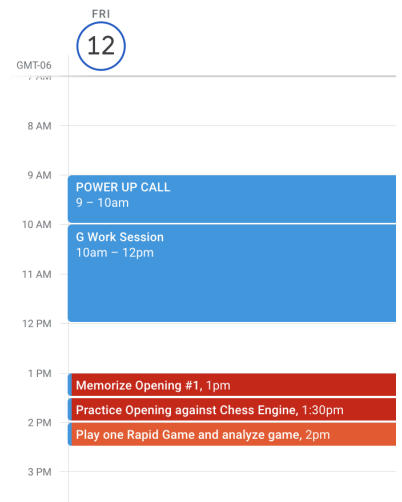 FRI
12
GMT-06
7 AM
8 AM
9 AM
POWER UP CALL
9 – 10am
10 AM
G Work Session
10am – 12pm
11 AM
12 PM
1 PM
Memorize Opening #1, 1pm
Practice Opening against Chess Engine, 1:30pm
2 PM
Play one Rapid Game and analyze game, 2pm
3 PM